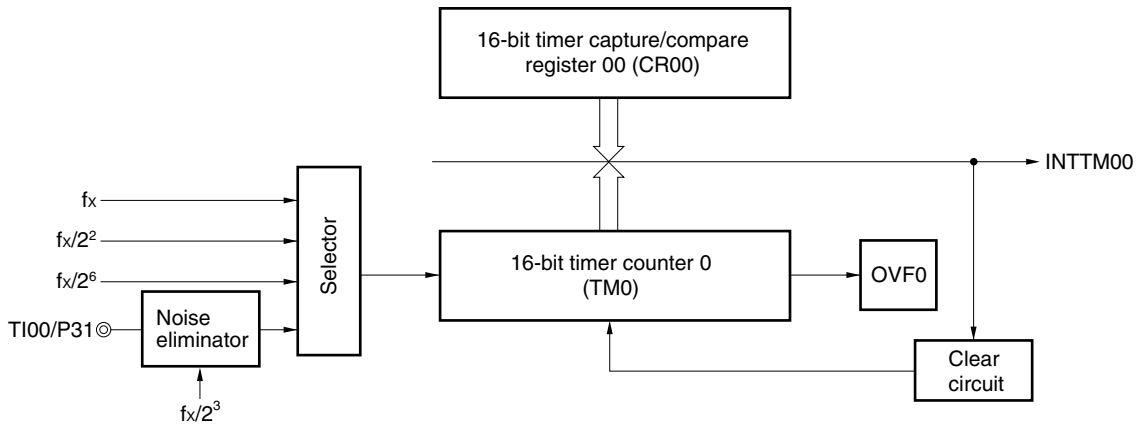 16-bit timer capture/compare
register 00 (CR00)
INTTM00
fx
fx/2²
fx/2⁶
TI00/P31
Noise
eliminator
fx/2³
Selector
16-bit timer counter 0
(TM0)
OVF0
Clear
circuit